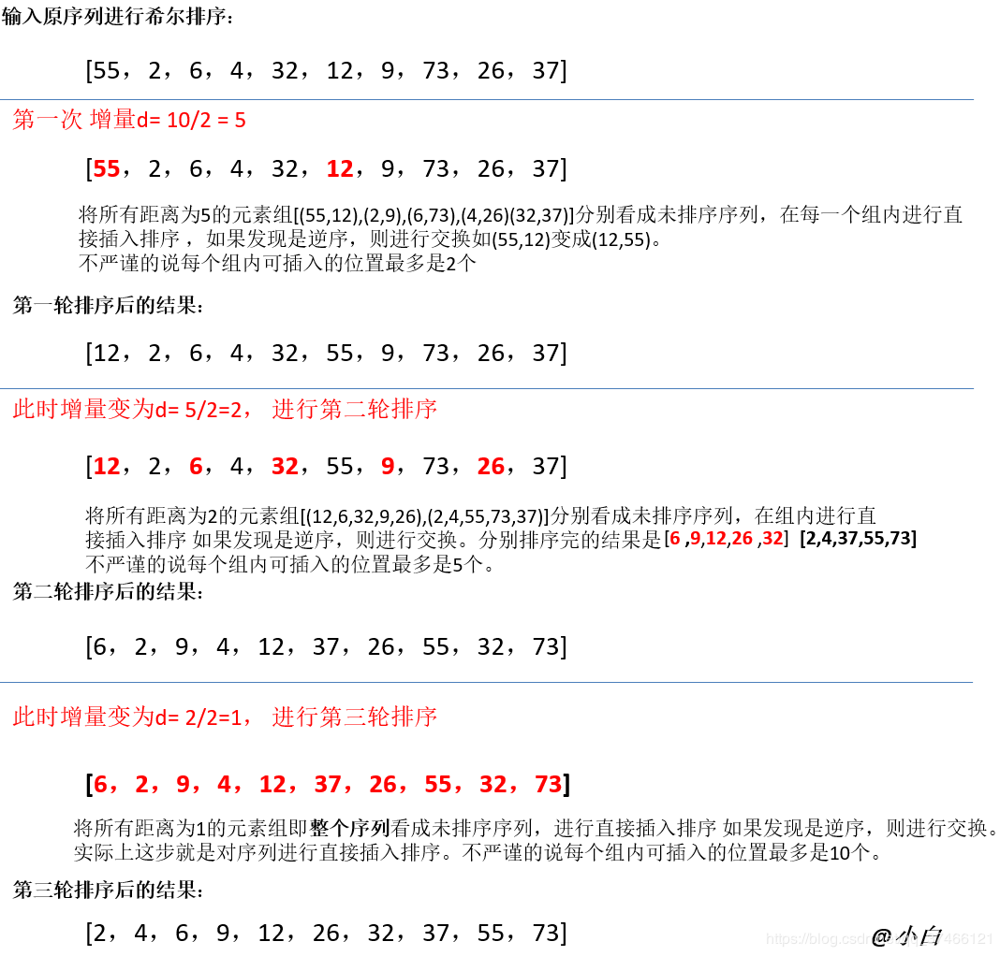 输入原序列进行希尔排序：
[55，2，6，4，32，12，9，73，26，37]
第一次 增量d= 10/2 = 5
[55，2，6，4，32，12，9，73，26，37]
将所有距离为5的元素组[(55,12),(2,9),(6,73),(4,26)(32,37)]分别看成未排序序列，在每一个组内进行直
接插入排序 ，如果发现是逆序，则进行交换如(55,12)变成(12,55)。
不严谨的说每个组内可插入的位置最多是2个
第一轮排序后的结果：
[12，2，6，4，32，55，9，73，26，37]
此时增量变为d= 5/2=2， 进行第二轮排序
[12，2，6，4，32，55，9，73，26，37]
将所有距离为2的元素组[(12,6,32,9,26),(2,4,55,73,37)]分别看成未排序序列，在组内进行直
接插入排序 如果发现是逆序，则进行交换。分别排序完的结果是[6 ,9,12,26 ,32] [2,4,37,55,73]
不严谨的说每个组内可插入的位置最多是5个。
第二轮排序后的结果：
[6，2，9，4，12，37，26，55，32，73]
此时增量变为d= 2/2=1， 进行第三轮排序
[6，2，9，4，12，37，26，55，32，73]
将所有距离为1的元素组即整个序列看成未排序序列，进行直接插入排序 如果发现是逆序，则进行交换。
实际上这步就是对序列进行直接插入排序。不严谨的说每个组内可插入的位置最多是10个。
第三轮排序后的结果：
[2，4，6，9，12，26，32，37，55，73]
@小白